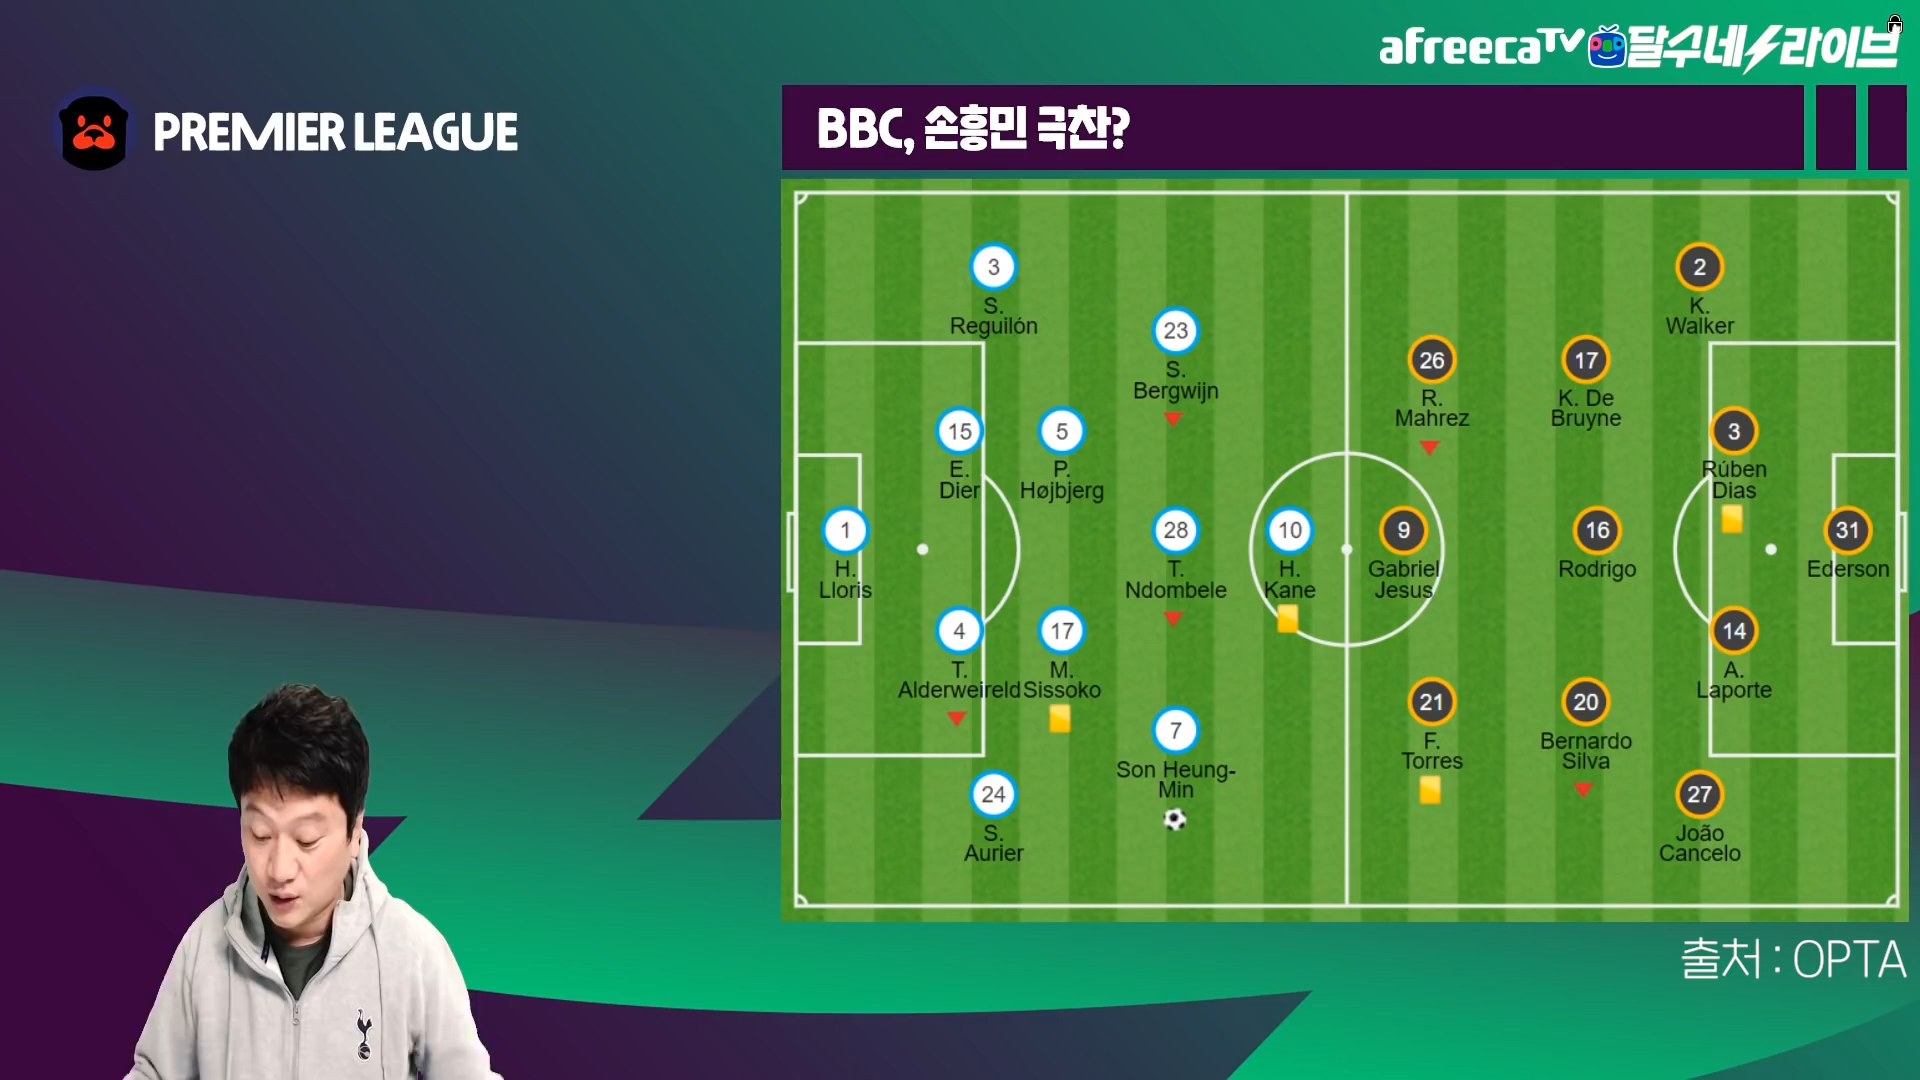 afreecaTV 달수네라이브
PREMIER LEAGUE
BBC, 손흥민 극찬?
3
S.
Reguilón
23
S.
Bergwijn
15
E.
Dier
5
P.
Højbjerg
1
H.
Lloris
28
T.
Ndombele
10
H.
Kane
4
T.
Alderweireld
17
M.
Sissoko
7
Son Heung-
Min
24
S.
Aurier
2
K.
Walker
26
R.
Mahrez
17
K. De
Bruyne
3
Rúben
Dias
9
Gabriel
Jesus
16
Rodrigo
31
Ederson
14
A.
Laporte
21
F.
Torres
20
Bernardo
Silva
27
João
Cancelo
출처 : OPTA